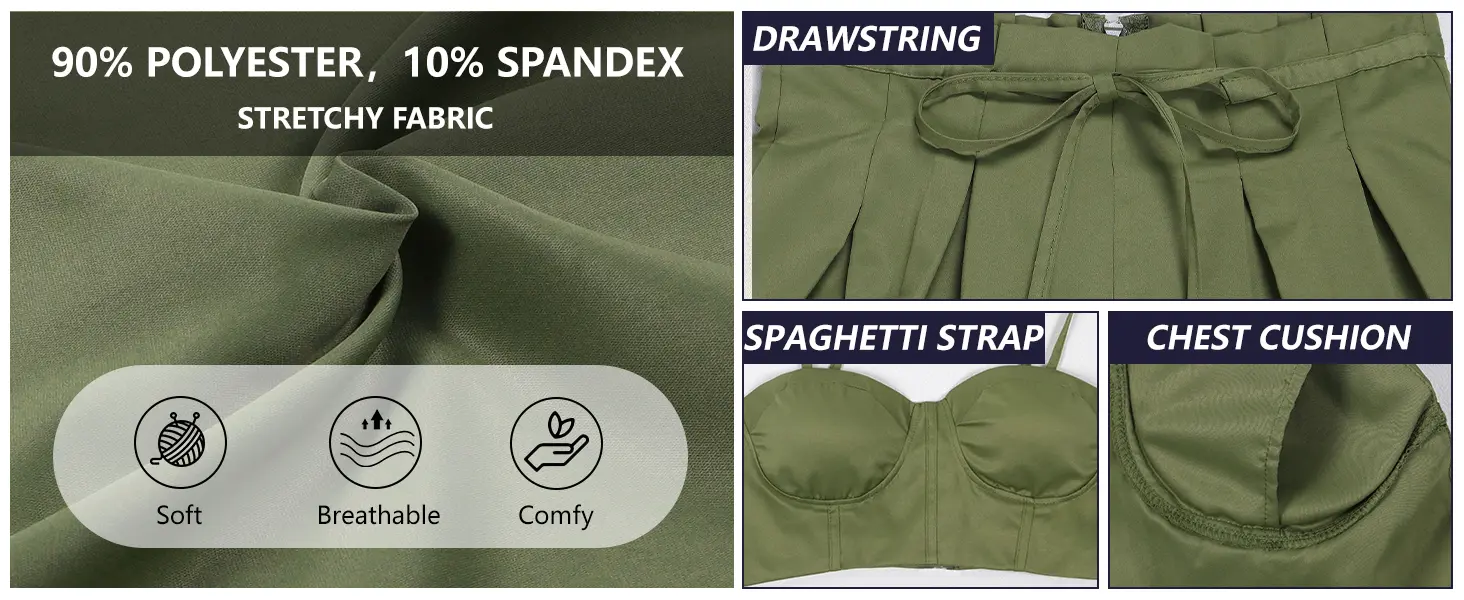 90% POLYESTER，10% SPANDEX
STRETCHY FABRIC
Soft
Breathable
Comfy
DRAWSTRING
SPAGHETTI STRAP
CHEST CUSHION